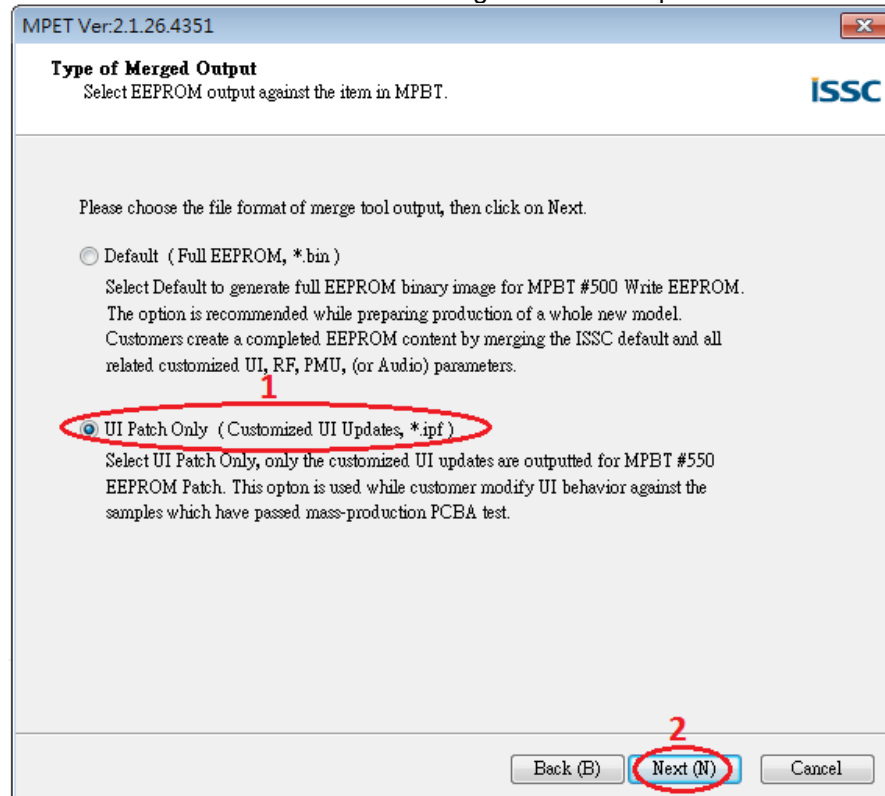 MPET Ver:2.1.26.4351
Type of Merged Output
Select EEPROM output against the item in MPBT.
ISSC
Please choose the file format of merge tool output, then click on Next.
Default ( Full EEPROM, *.bin )
Select Default to generate full EEPROM binary image for MPBT #500 Write EEPROM.
The option is recommended while preparing production of a whole new model.
Customers create a completed EEPROM content by merging the ISSC default and all
related customized UI, RF, PMU, (or Audio) parameters.
1
UI Patch Only ( Customized UI Updates, *.ipf )
Select UI Patch Only, only the customized UI updates are outputted for MPBT #550
EEPROM Patch. This opton is used while customer modify UI behavior against the
samples which have passed mass-production PCBA test.
2
Back (B) Next (N) Cancel